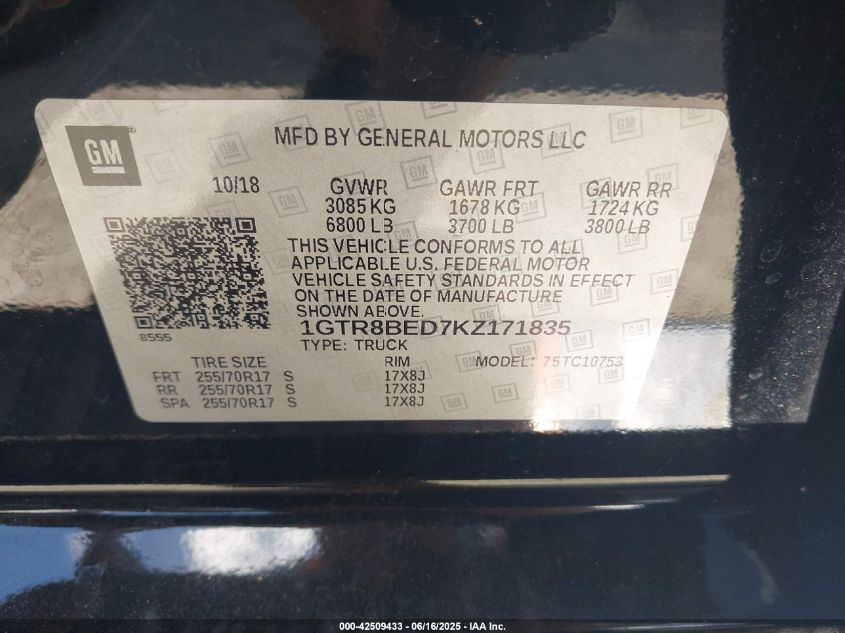 GM
MFD BY GENERAL MOTORS LLC
10/18 GVWR GAWR FRT GAWR RR
3085 KG 1678 KG 1724 KG
6800 LB 3700 LB 3800 LB
THIS VEHICLE CONFORMS TO ALL
APPLICABLE U.S. FEDERAL MOTOR
VEHICLE SAFETY STANDARDS IN EFFECT
ON THE DATE OF MANUFACTURE
SHOWN ABOVE.
1GTR8BED7KZ171835
8555
TYPE: TRUCK
TIRE SIZE RIM MODEL: 75TC10753
FRT 255/70R17 S 17X8J
RR 255/70R17 S 17X8J
SPA 255/70R17 S 17X8J
000-42509433 - 06/16/2025 - IAA Inc.